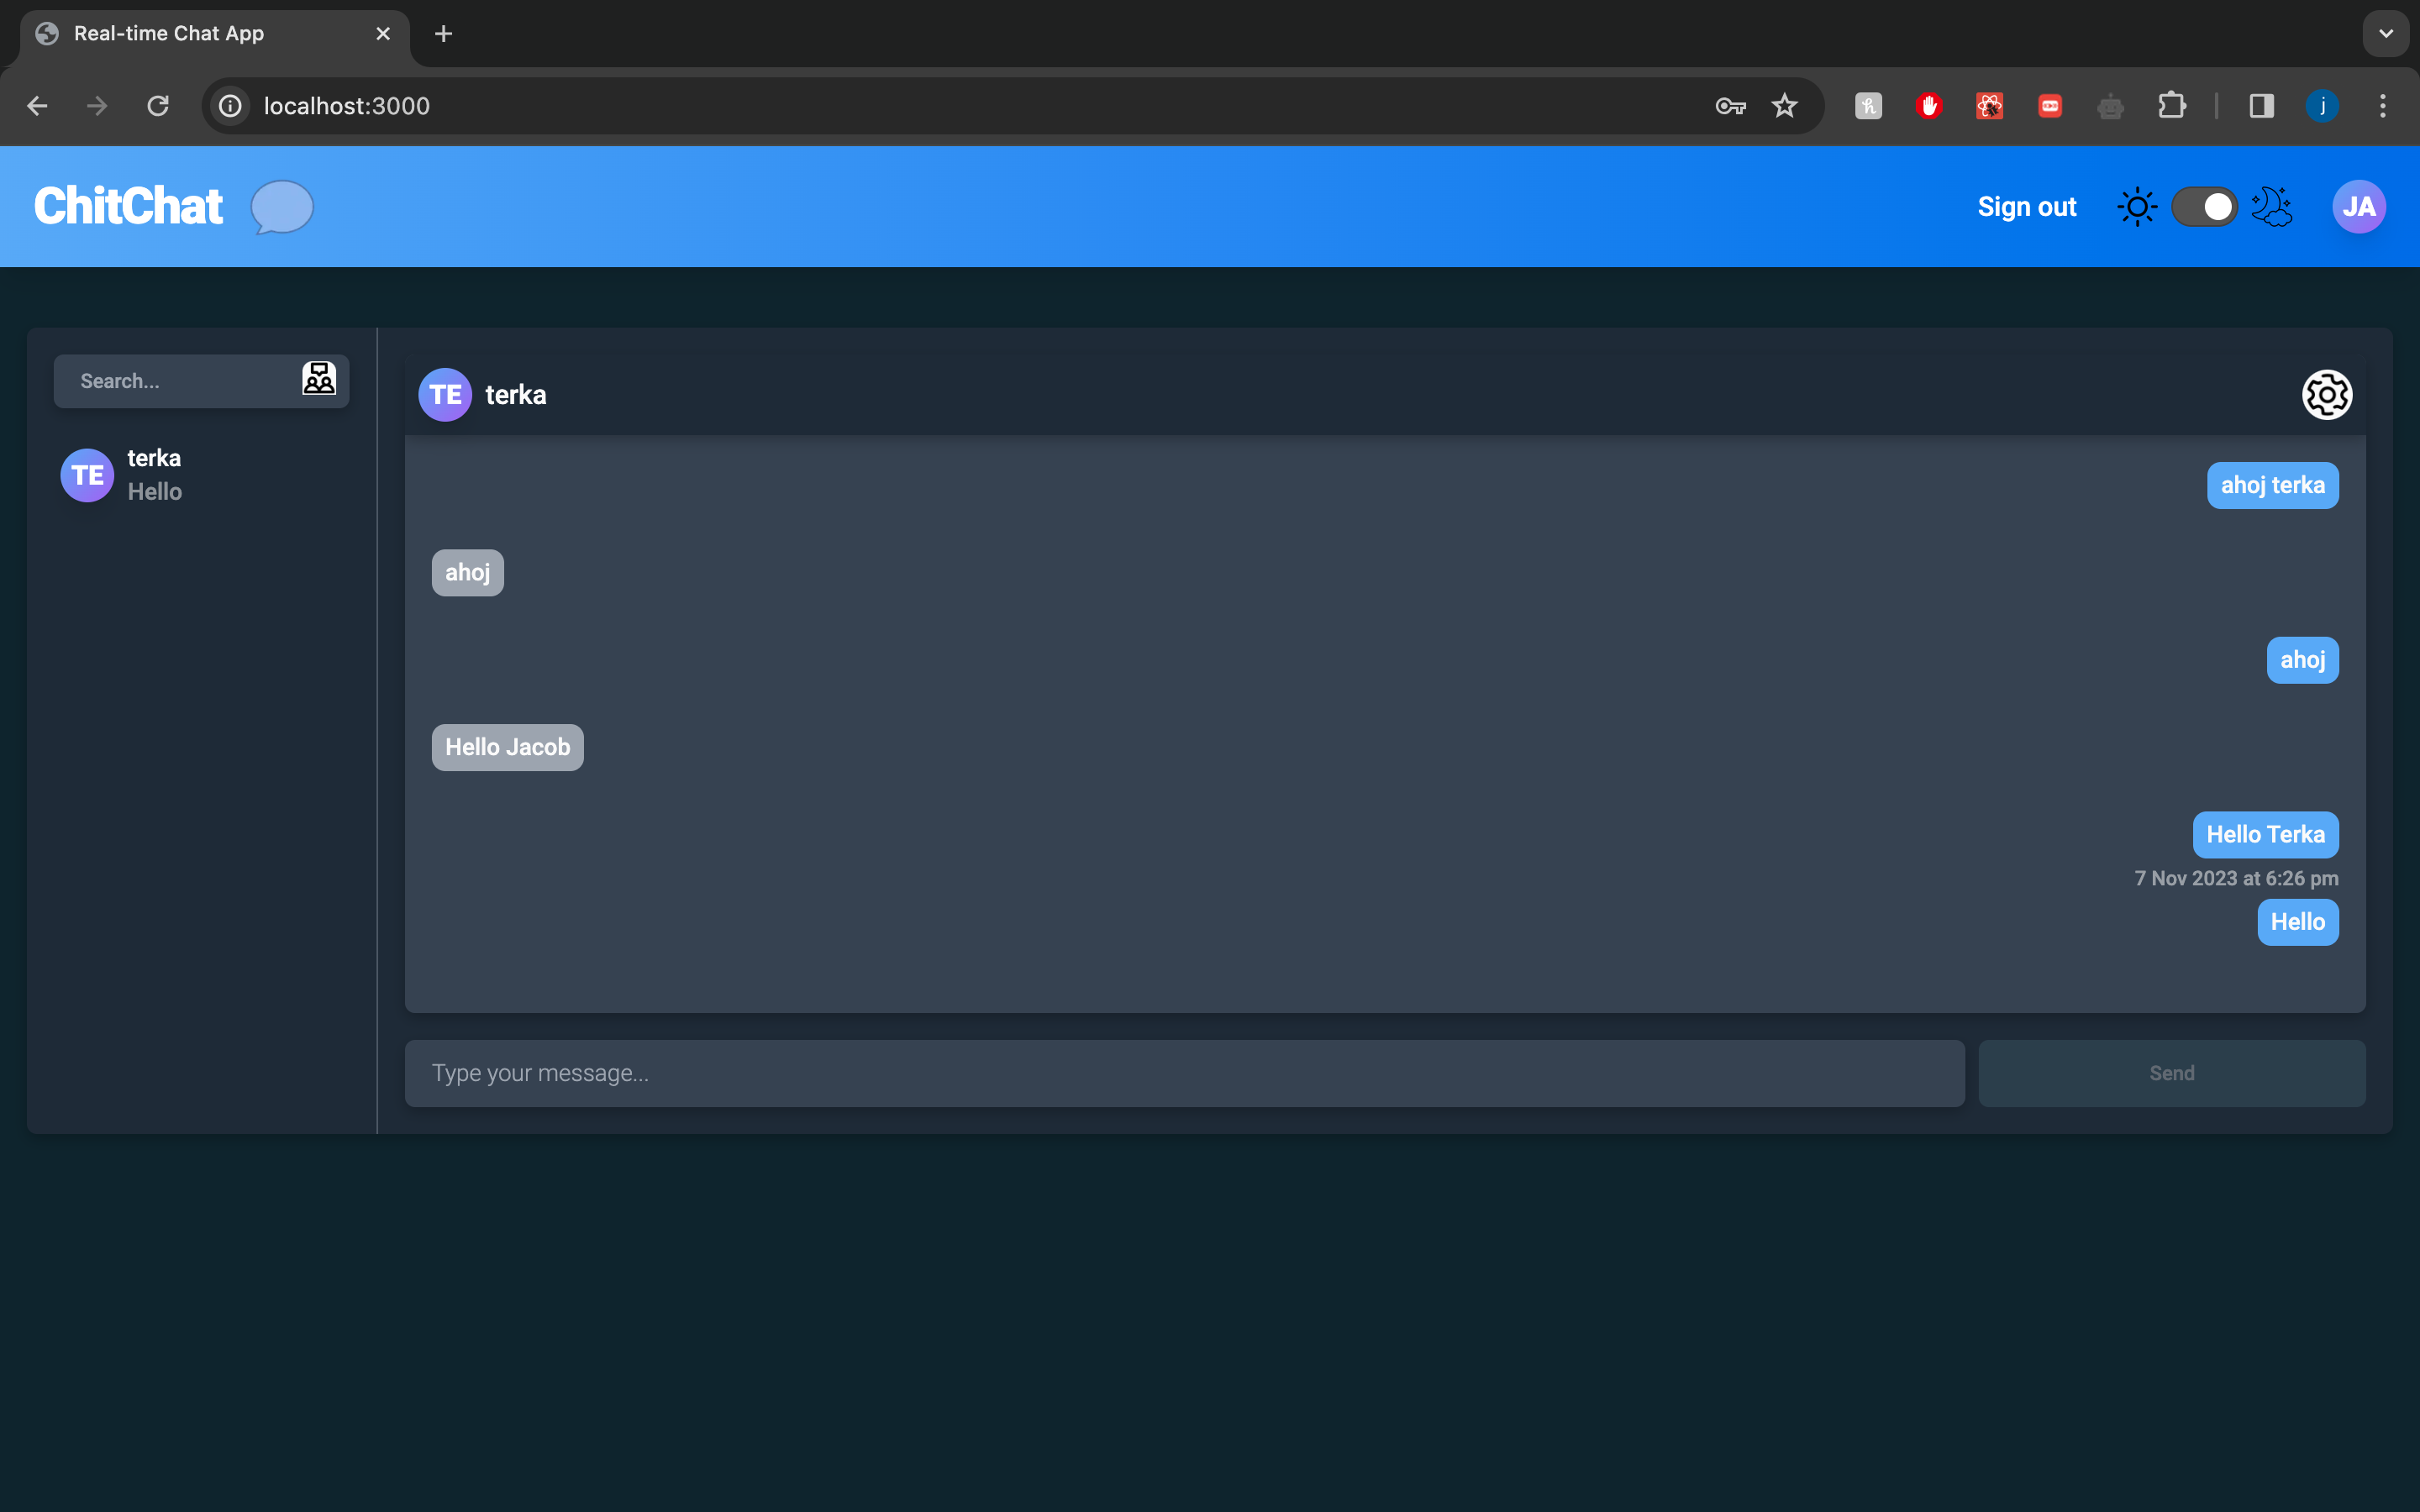 Real-time Chat App
localhost:3000
j
ChitChat
Sign out
JA
Search...
TE
terka
Hello
TE
terka
ahoj terka
ahoj
ahoj
Hello Jacob
Hello Terka
7 Nov 2023 at 6:26 pm
Hello
Type your message...
Send